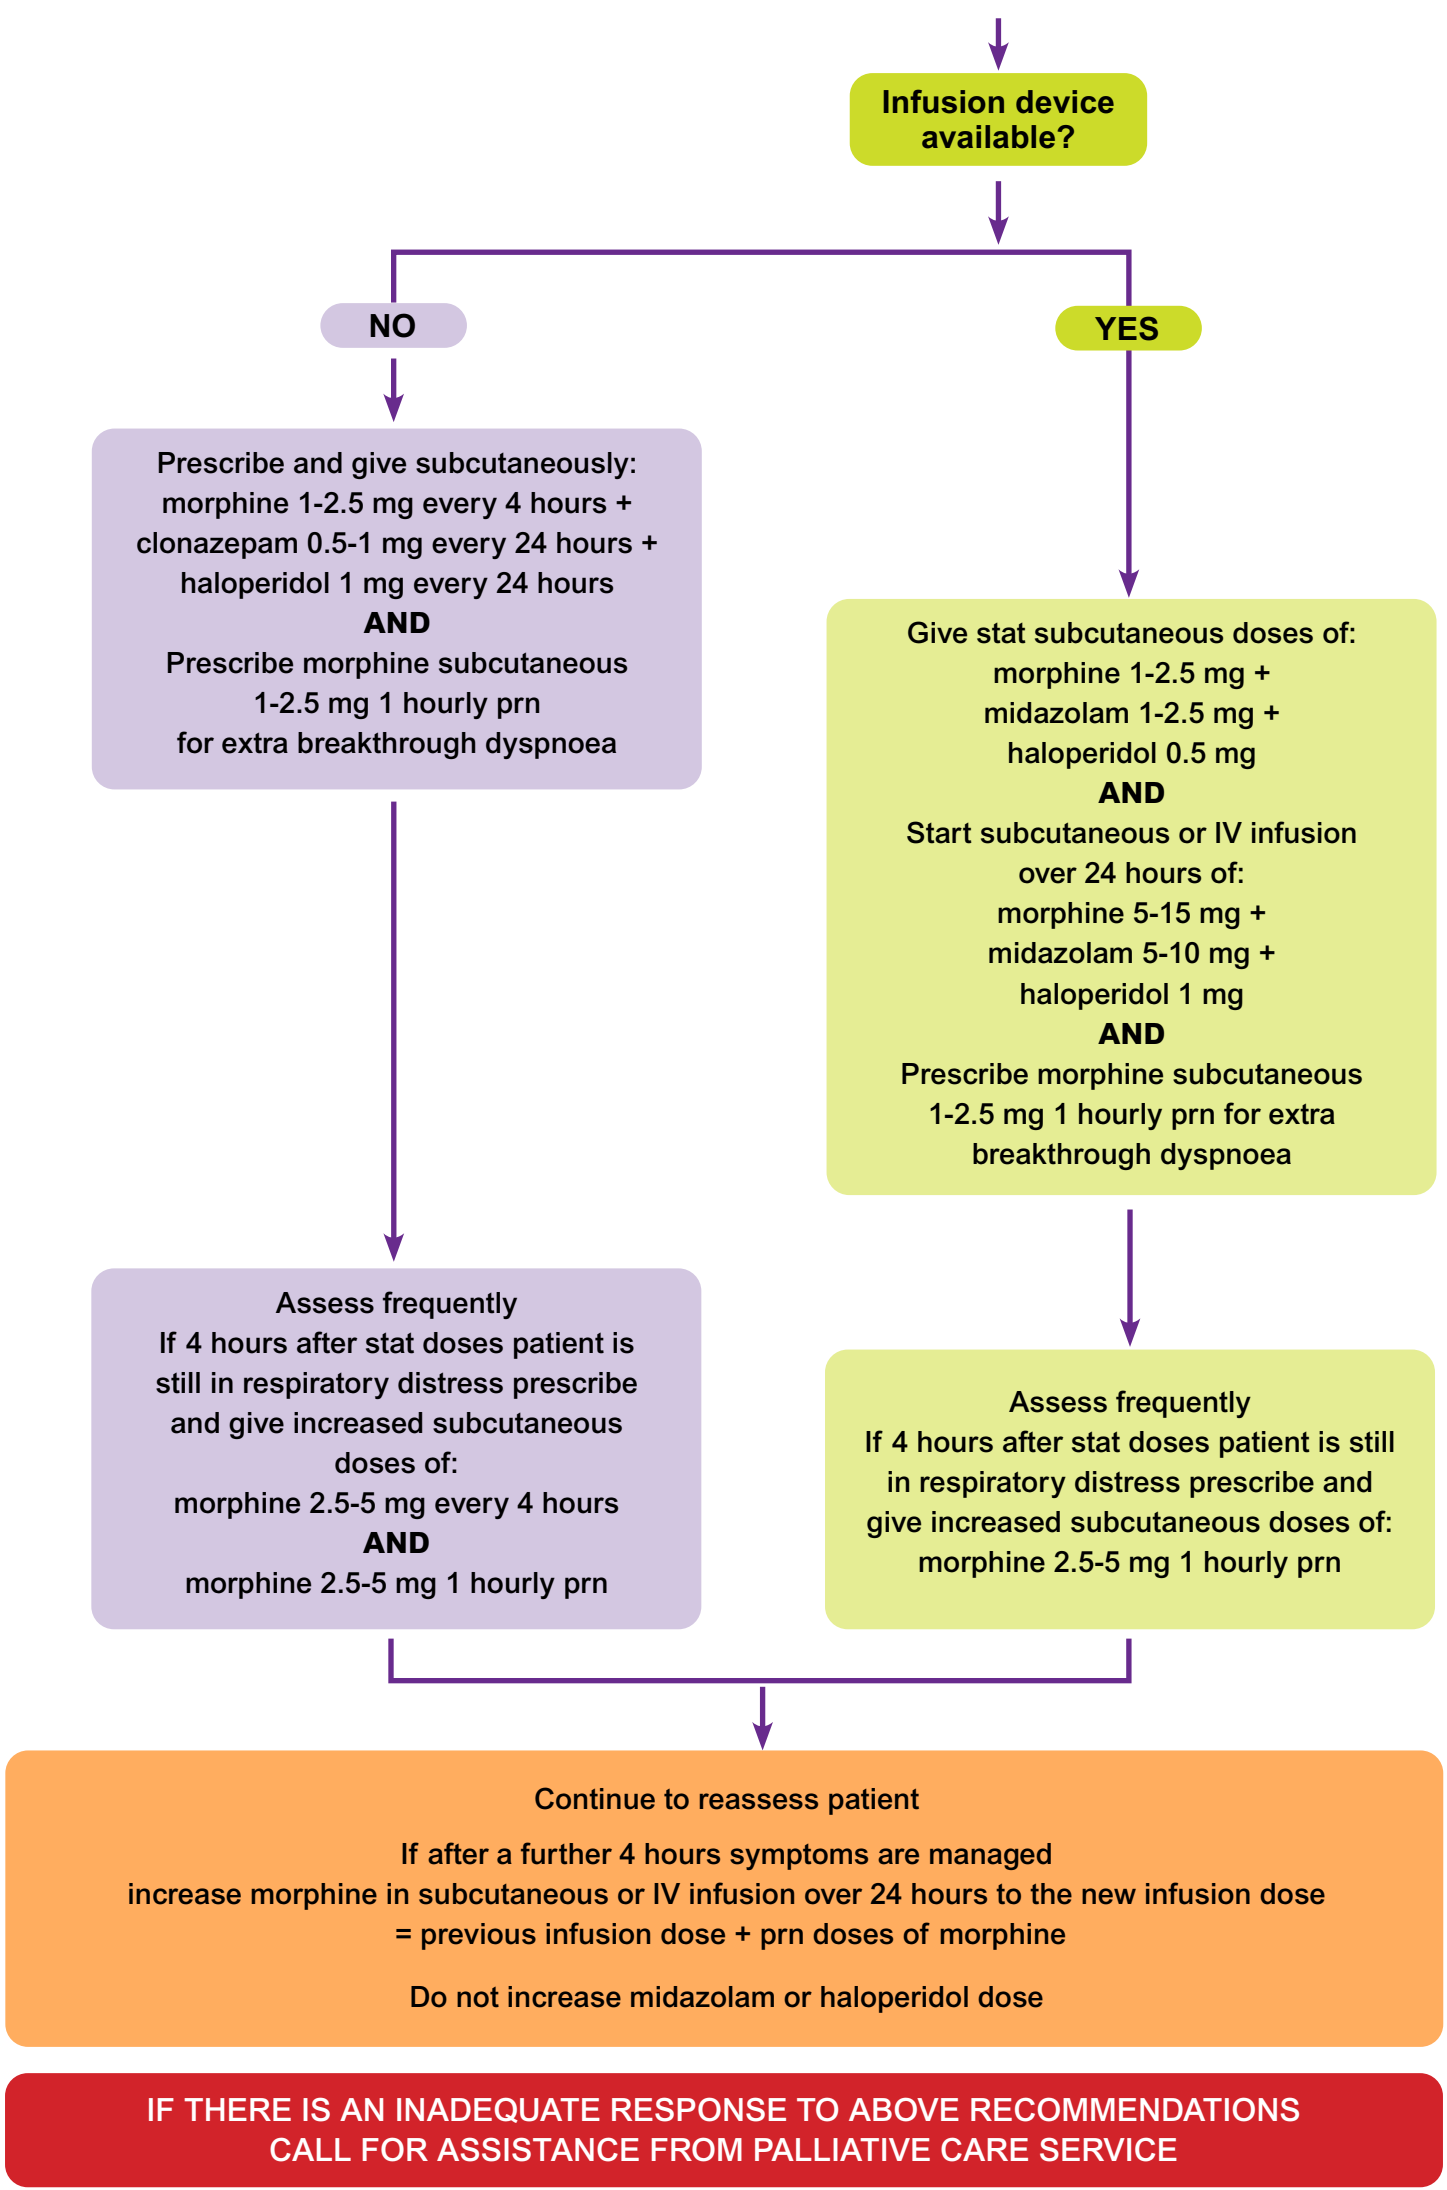 Infusion device
available?
NO
YES
Prescribe and give subcutaneously:
morphine 1-2.5 mg every 4 hours +
clonazepam 0.5-1 mg every 24 hours +
haloperidol 1 mg every 24 hours
AND
Prescribe morphine subcutaneous
1-2.5 mg 1 hourly prn
for extra breakthrough dyspnoea
Give stat subcutaneous doses of:
morphine 1-2.5 mg +
midazolam 1-2.5 mg +
haloperidol 0.5 mg
AND
Start subcutaneous or IV infusion
over 24 hours of:
morphine 5-15 mg +
midazolam 5-10 mg +
haloperidol 1 mg
AND
Prescribe morphine subcutaneous
1-2.5 mg 1 hourly prn for extra
breakthrough dyspnoea
Assess frequently
If 4 hours after stat doses patient is
still in respiratory distress prescribe
and give increased subcutaneous
doses of:
morphine 2.5-5 mg every 4 hours
AND
morphine 2.5-5 mg 1 hourly prn
Assess frequently
If 4 hours after stat doses patient is still
in respiratory distress prescribe and
give increased subcutaneous doses of:
morphine 2.5-5 mg 1 hourly prn
Continue to reassess patient
If after a further 4 hours symptoms are managed
increase morphine in subcutaneous or IV infusion over 24 hours to the new infusion dose
= previous infusion dose + prn doses of morphine
Do not increase midazolam or haloperidol dose
IF THERE IS AN INADEQUATE RESPONSE TO ABOVE RECOMMENDATIONS
CALL FOR ASSISTANCE FROM PALLIATIVE CARE SERVICE